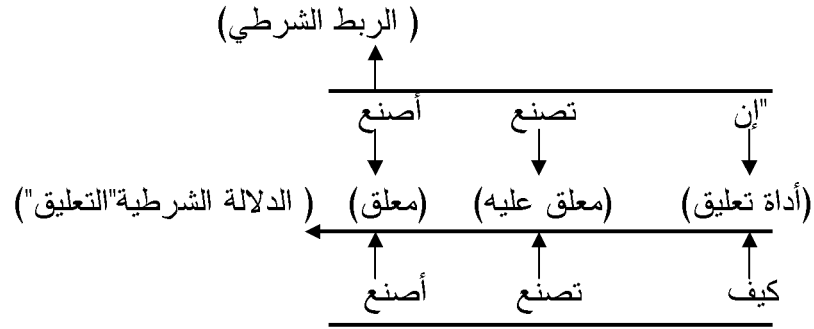 ( الربط الشرطي)
"إن تصنع أصنع
(أداة تعليق) (معلق عليه) (معلق) ( الدلالة الشرطية"التعليق")
كيف تصنع أصنع